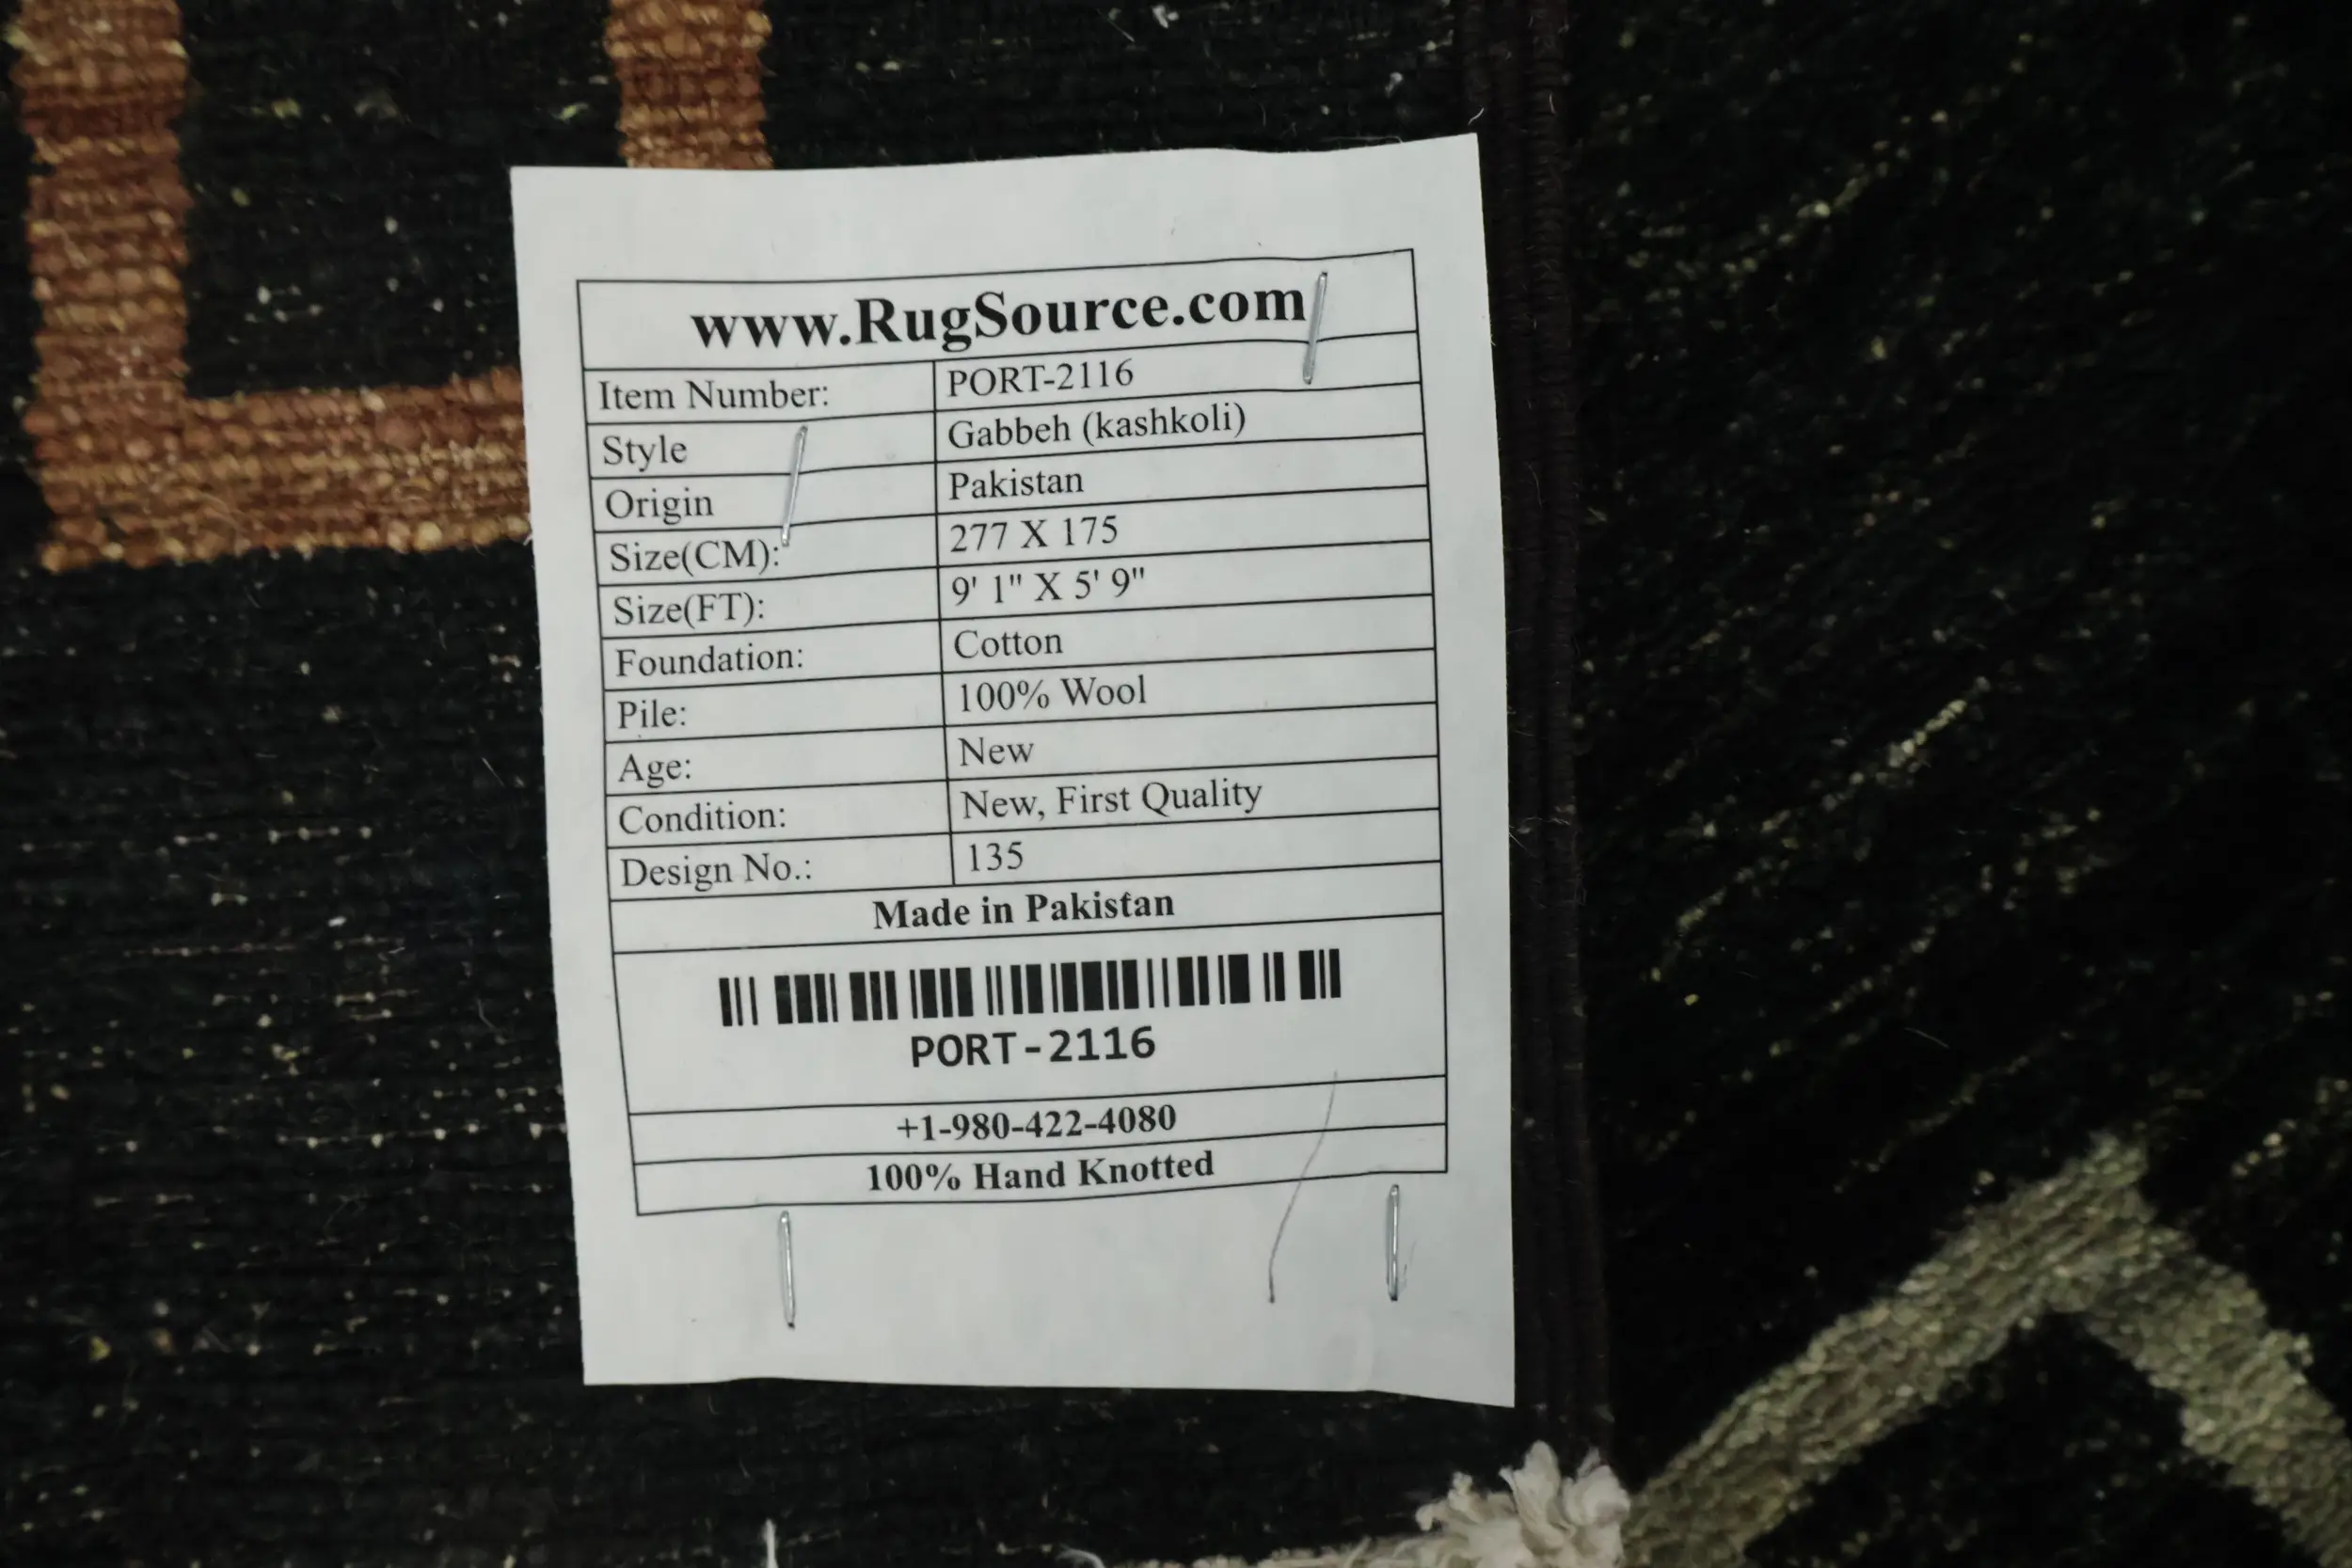 www.RugSource.com
Item Number: PORT-2116
Style Gabbeh (kashkoli)
Origin Pakistan
Size(CM): 277 X 175
Size(FT): 9' 1" X 5' 9"
Foundation: Cotton
Pile: 100% Wool
Age: New
Condition: New, First Quality
Design No.: 135
Made in Pakistan
PORT-2116
+1-980-422-4080
100% Hand Knotted